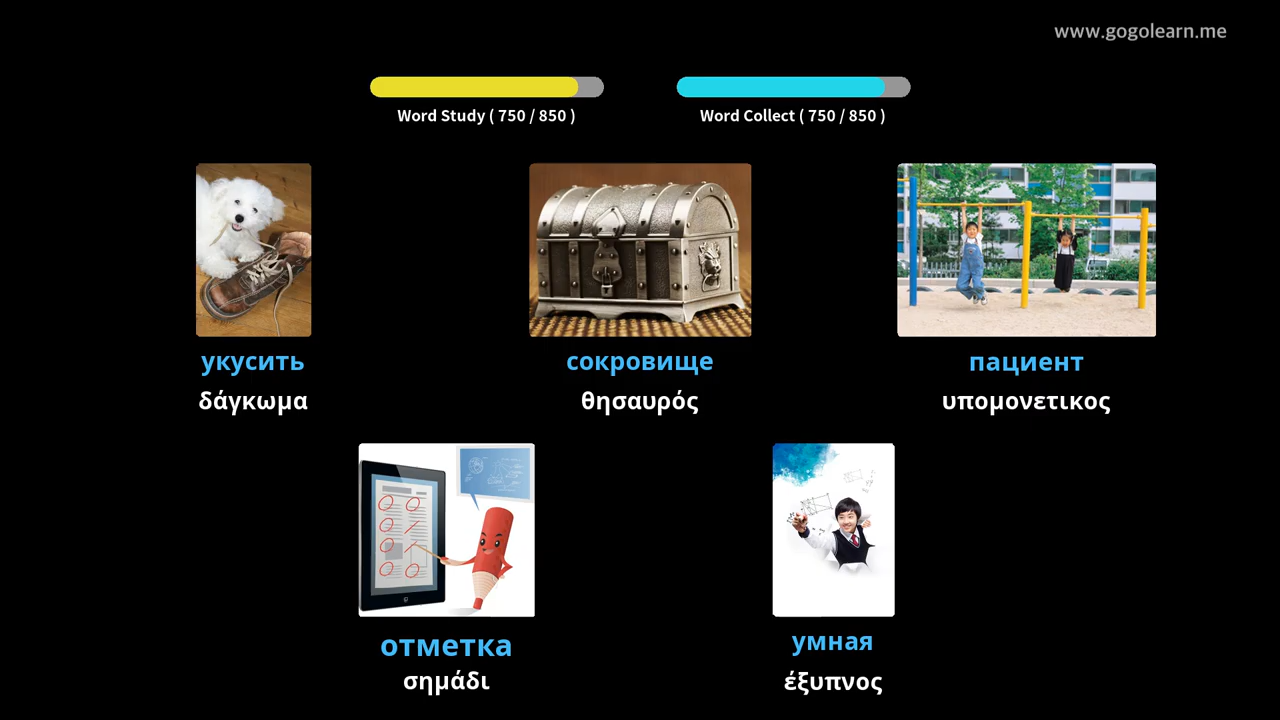 www.gogolearn.me
Word Study ( 750 / 850 )
Word Collect ( 750 / 850 )
укусить
сокровище
пациент
δάγκωμα
θησαυρός
υπομονετικος
отметка
умная
σημάδι
έξυπνος